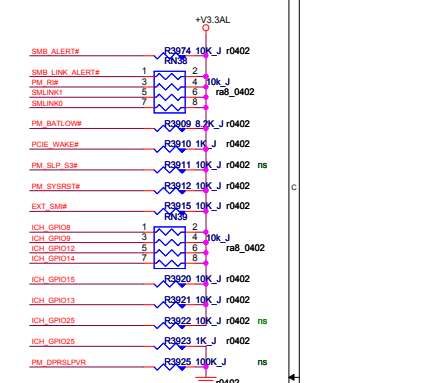 +V3.3AL
SMB_ALERT# R3974 10K_J r0402
RN38
SMB_LINK_ALERT# 1 2
PM_RI# 3 4 10k_J
SMLINK1 5 6 ra8_0402
SMLINK0 7 8
PM_BATLOW# R3909 8.2K_J r0402
PCIE_WAKE# R3910 1K_J r0402
PM_SLP_S3# R3911 10K_J r0402 ns
PM_SYSRST# R3912 10K_J r0402
C
EXT_SMI# R3915 10K_J r0402
RN39
ICH_GPIO8 1 2
ICH_GPIO9 3 4 10k_J
ICH_GPIO12 5 6 ra8_0402
ICH_GPIO14 7 8
ICH_GPIO15 R3920 10K_J r0402
ICH_GPIO13 R3921 10K_J r0402
ICH_GPIO25 R3922 10K_J r0402 ns
ICH_GPIO25 R3923 1K_J r0402
PM_DPRSLPVR R3925 100K_J ns
r0402